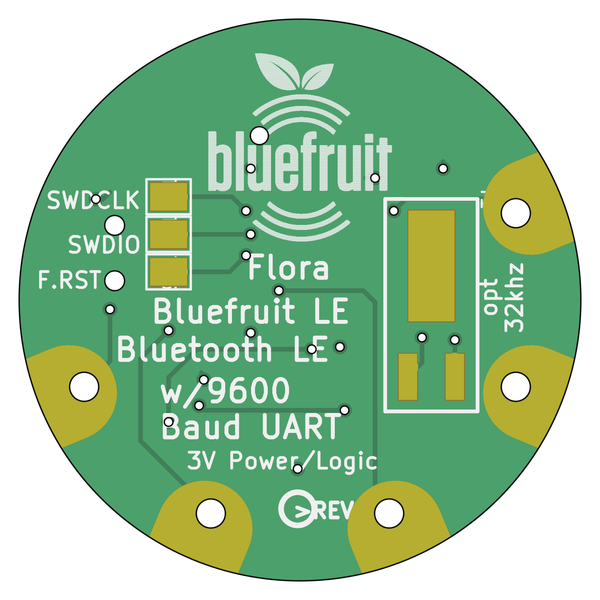 bluefruit
SWDCLK
SWDIO
F.RST
Flora
Bluefruit LE
Bluetooth LE
w/9600
Baud UART
3V Power/Logic
opt
32khz
>REV